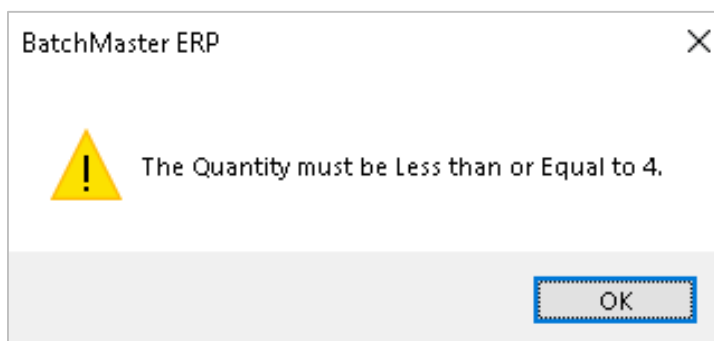 BatchMaster ERP
The Quantity must be Less than or Equal to 4.
OK